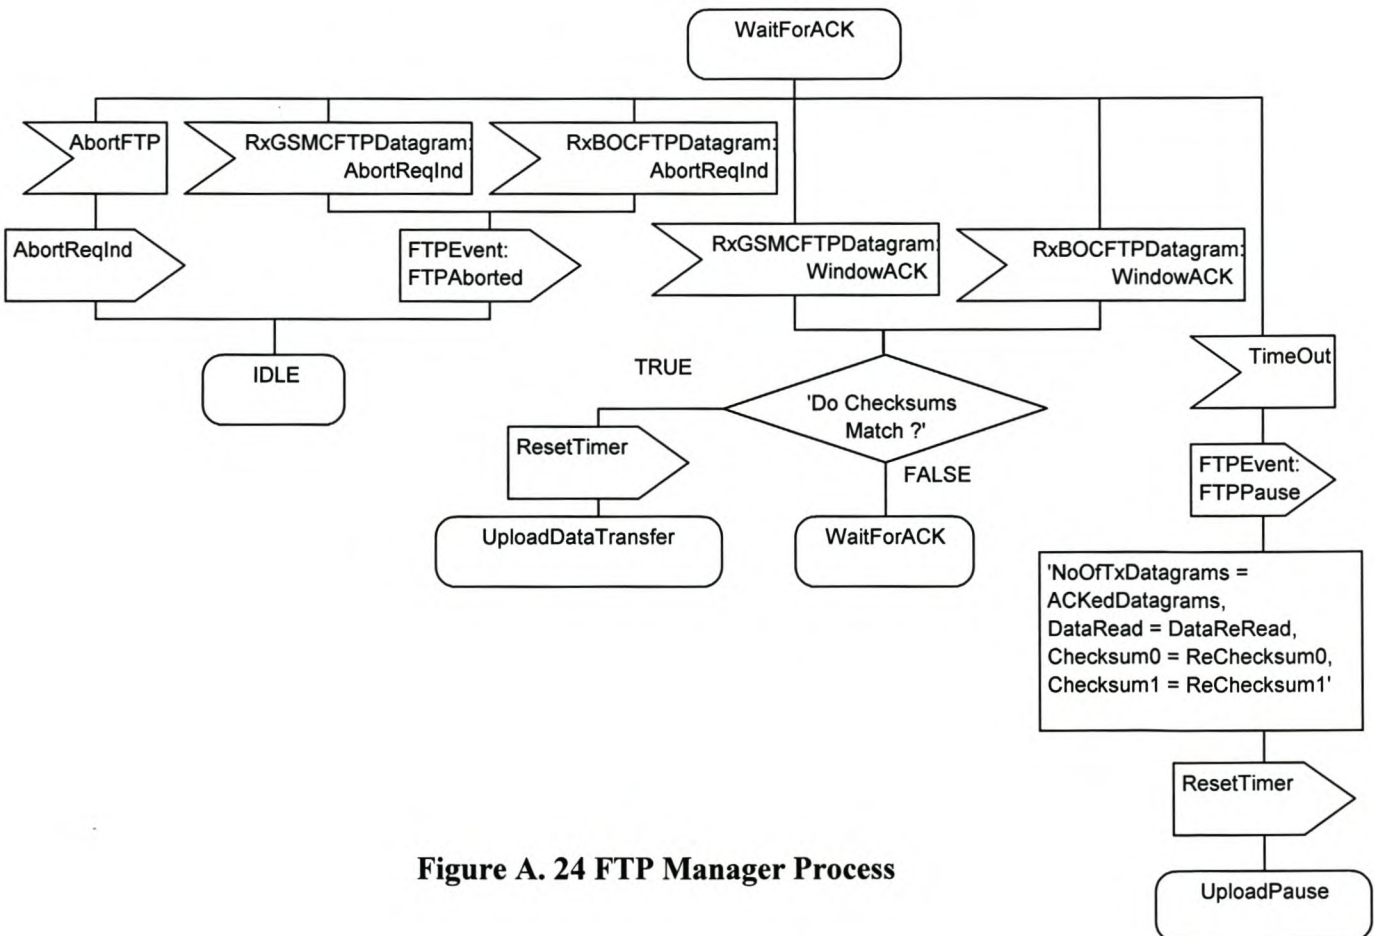 WaitForACK
AbortFTP
RxGSMCFTPDatagram:
AbortReqInd
RxBOCFTPDatagram:
AbortReqInd
AbortReqInd
FTPEvent:
FTPAborted
RxGSMCFTPDatagram:
WindowACK
RxBOCFTPDatagram:
WindowACK
IDLE
TRUE
'Do Checksums
Match ?'
FALSE
TimeOut
ResetTimer
UploadDataTransfer
WaitForACK
FTPEvent:
FTPPause
'NoOfTxDatagrams =
ACKedDatagrams,
DataRead = DataReRead,
Checksum0 = ReChecksum0,
Checksum1 = ReChecksum1'
ResetTimer
UploadPause
Figure A. 24 FTP Manager Process